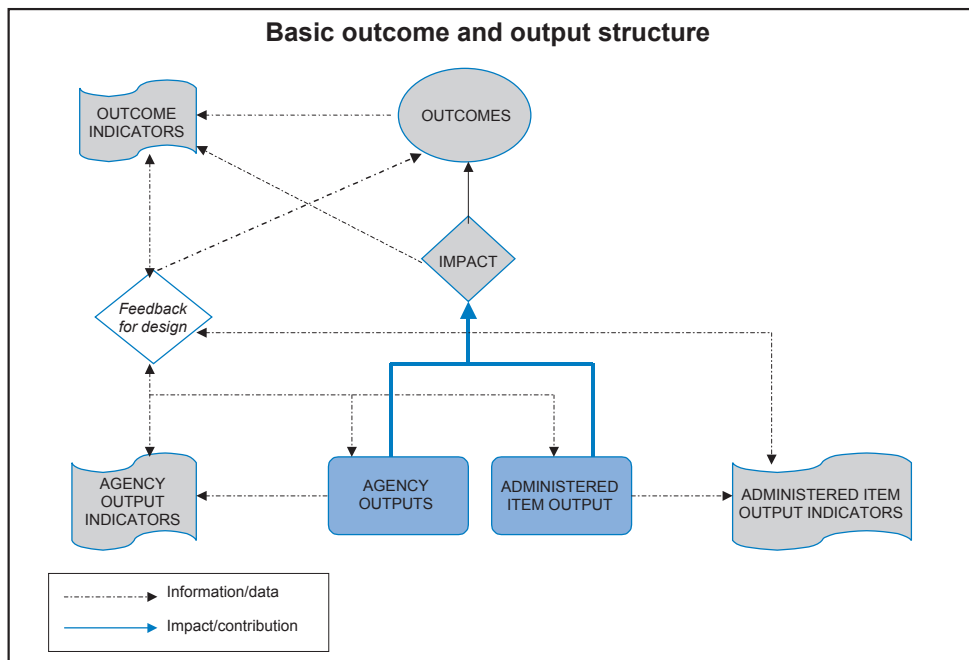 Basic outcome and output structure
OUTCOME
INDICATORS
OUTCOMES
IMPACT
Feedback
for design
AGENCY
OUTPUT
INDICATORS
AGENCY
OUTPUTS
ADMINISTERED
ITEM OUTPUT
ADMINISTERED ITEM
OUTPUT INDICATORS
Information/data
Impact/contribution